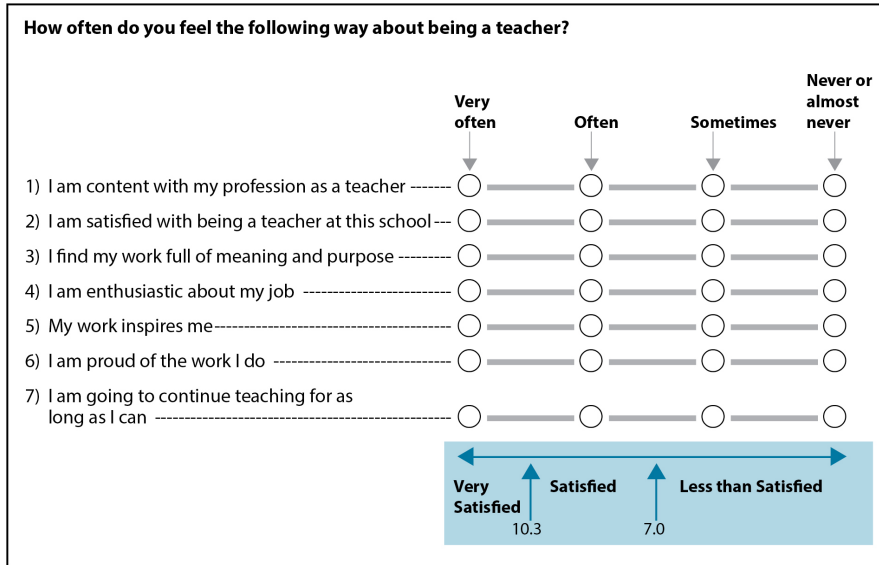 How often do you feel the following way about being a teacher?
Very
often
Often
Sometimes
Never or
almost
never
1) I am content with my profession as a teacher -------
2) I am satisfied with being a teacher at this school---
3) I find my work full of meaning and purpose ---------
4) I am enthusiastic about my job -------------------------
5) My work inspires me----------------------------------------
6) I am proud of the work I do ------------------------------
7) I am going to continue teaching for as
long as I can --------------------------------------------------
Very
Satisfied
Satisfied
Less than Satisfied
10.3
7.0